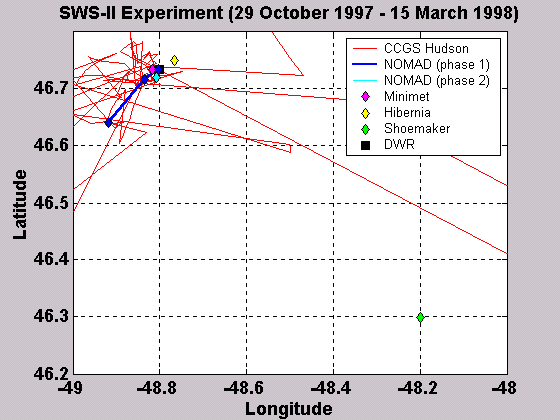 SWS-II Experiment (29 October 1997 - 15 March 1998)
CCGS Hudson
NOMAD (phase 1)
NOMAD (phase 2)
Minimet
Hibernia
Shoemaker
DWR
Latitude
46.7
46.6
46.5
46.4
46.3
46.2
-49 -48.8 -48.6 -48.4 -48.2 -48
Longitude